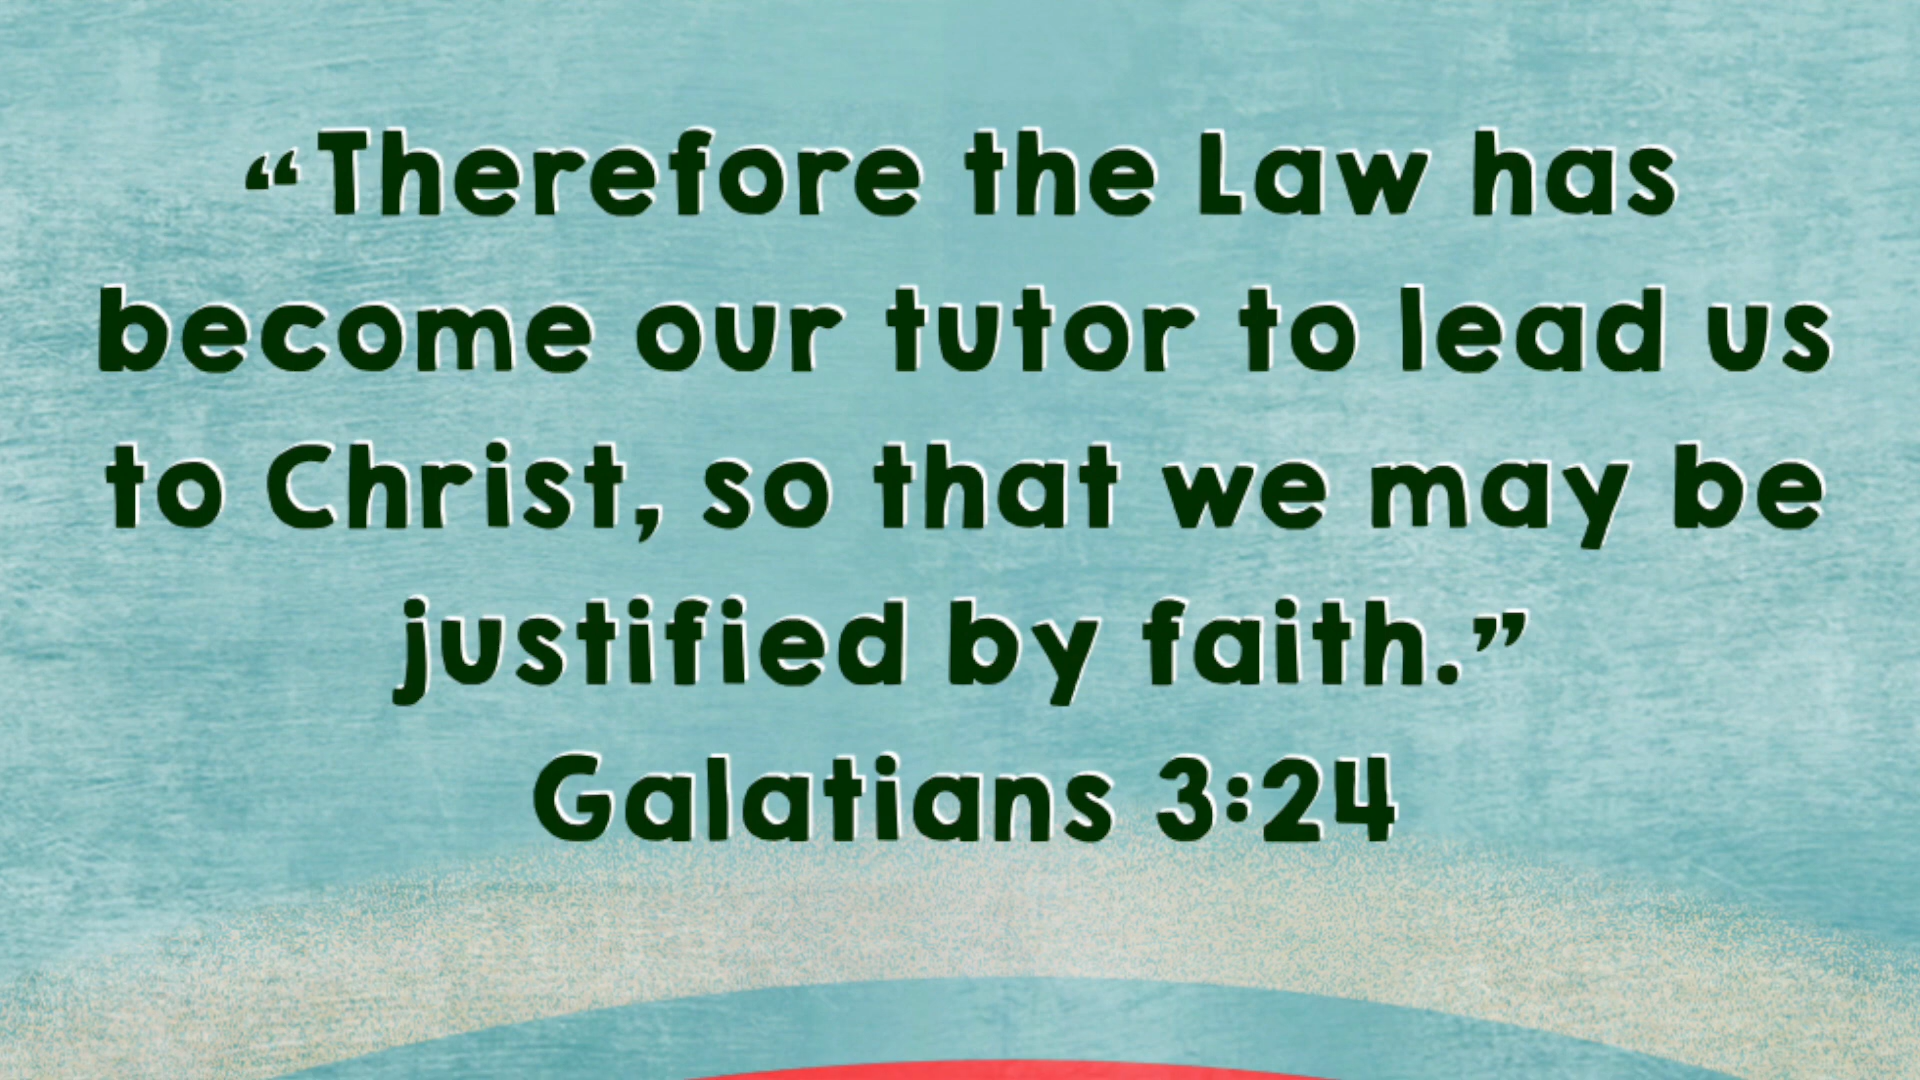 “Therefore the Law has
become our tutor to lead us
to Christ, so that we may be
justified by faith.”
Galatians 3:24